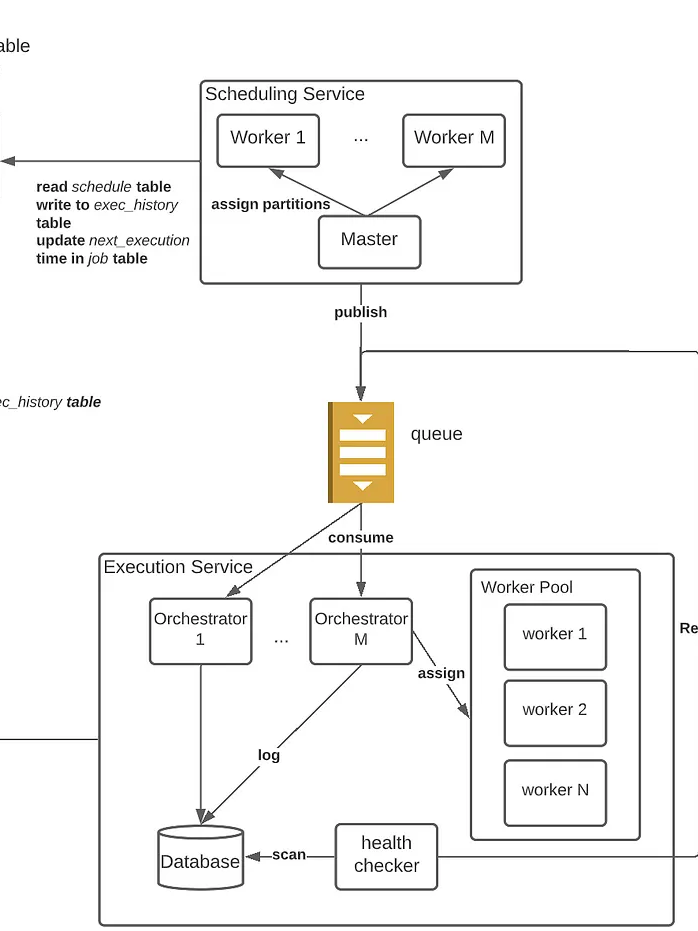 able
Scheduling Service
Worker 1
...
Worker M
read schedule table
write to exec_history
table
update next_execution
time in job table
assign partitions
Master
publish
ec_history table
queue
consume
Execution Service
Orchestrator
1
...
Orchestrator
M
Worker Pool
worker 1
worker 2
worker N
Re
assign
log
Database
scan
health
checker